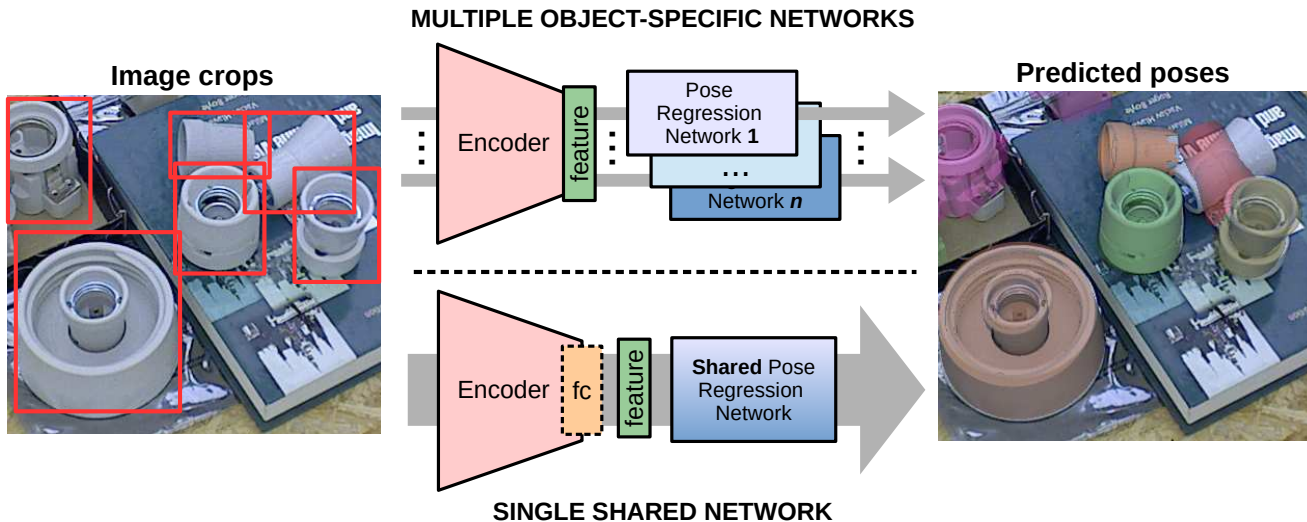 MULTIPLE OBJECT-SPECIFIC NETWORKS
Image crops
Encoder
feature
Pose
Regression
Network 1
...
Network n
Predicted poses
Encoder
fc
feature
Shared Pose
Regression
Network
SINGLE SHARED NETWORK